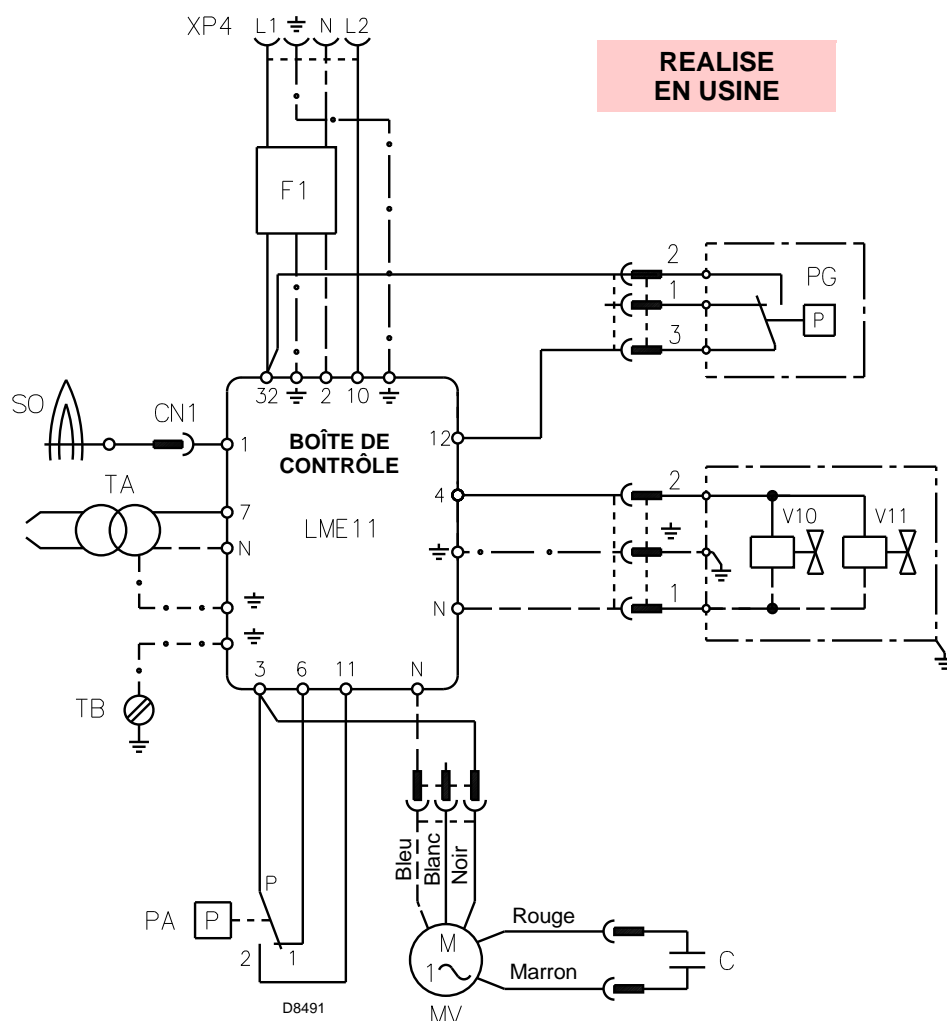 XP4 L1 N L2
REALISE
EN USINE
F1
2
PG
1
P
3
32 2 10
SO
CN1
1
BOÎTE DE
CONTRÔLE
12
TA
4
2
V10 V11
7
LME11
N
N
1
3 6 11 N
TB
Bleu
Blanc
Noir
P
PA P
2 1
Rouge
M
1
C
Marron
D8491
MV